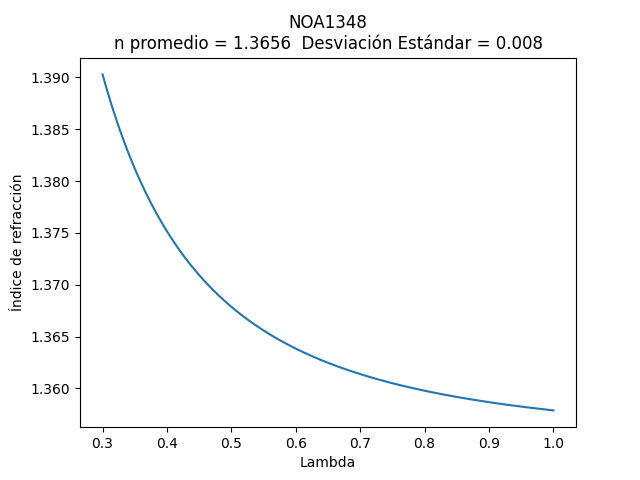 NOA1348
n promedio = 1.3656  Desviación Estándar = 0.008
1.390
1.385
1.380
1.375
1.370
1.365
1.360
Índice de refracción
0.3 0.4 0.5 0.6 0.7 0.8 0.9 1.0
Lambda